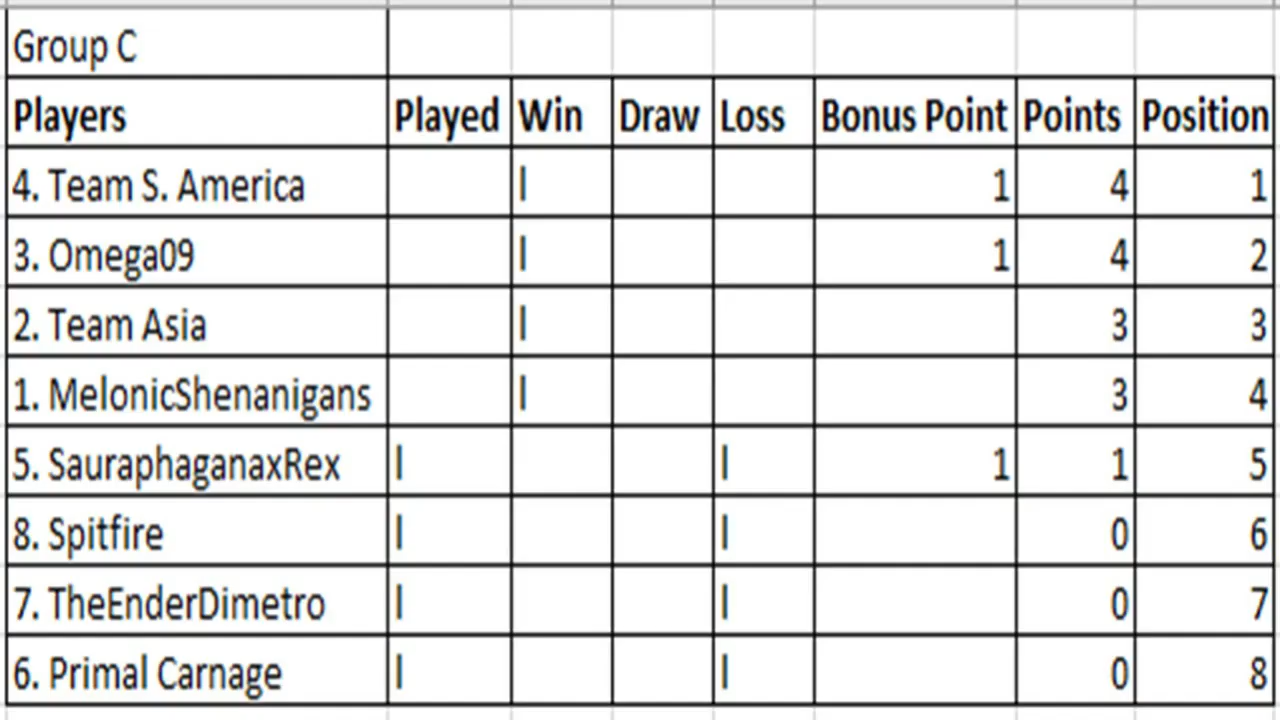 Group C
Players Played Win Draw Loss Bonus Point Points Position
4. Team S. America l 1 4 1
3. Omega09 l 1 4 2
2. Team Asia l 3 3
1. MelonicShenanigans l 3 4
5. SauraphaganaxRex l l 1 1 5
8. Spitfire l l 0 6
7. TheEnderDimetro l l 0 7
6. Primal Carnage l l 0 8